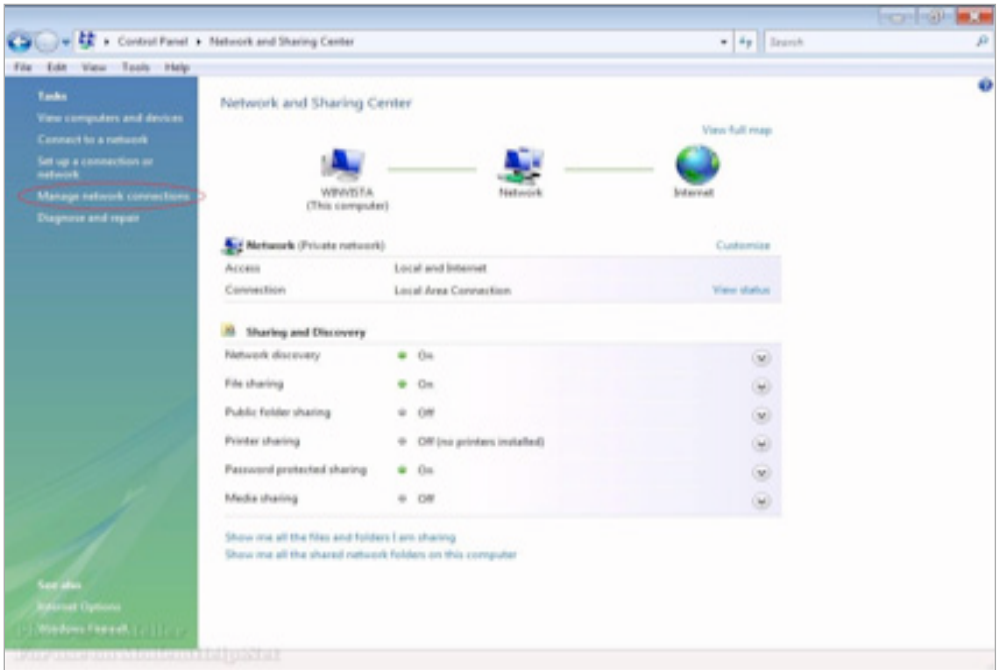 Control Panel ▸ Network and Sharing Center
Search
File Edit View Tools Help
Tasks
View computers and devices
Connect to a network
Set up a connection or
network
Manage network connections
Diagnose and repair
See also
Internet Options
Windows Firewall
Network and Sharing Center
View full map
WINVISTA
(This computer)
Network
Internet
Network (Private network)
Customize
Access Local and Internet
Connection Local Area Connection View status
Sharing and Discovery
Network discovery On
File sharing On
Public folder sharing Off
Printer sharing Off (no printers installed)
Password protected sharing On
Media sharing Off
Show me all the files and folders I am sharing
Show me all the shared network folders on this computer